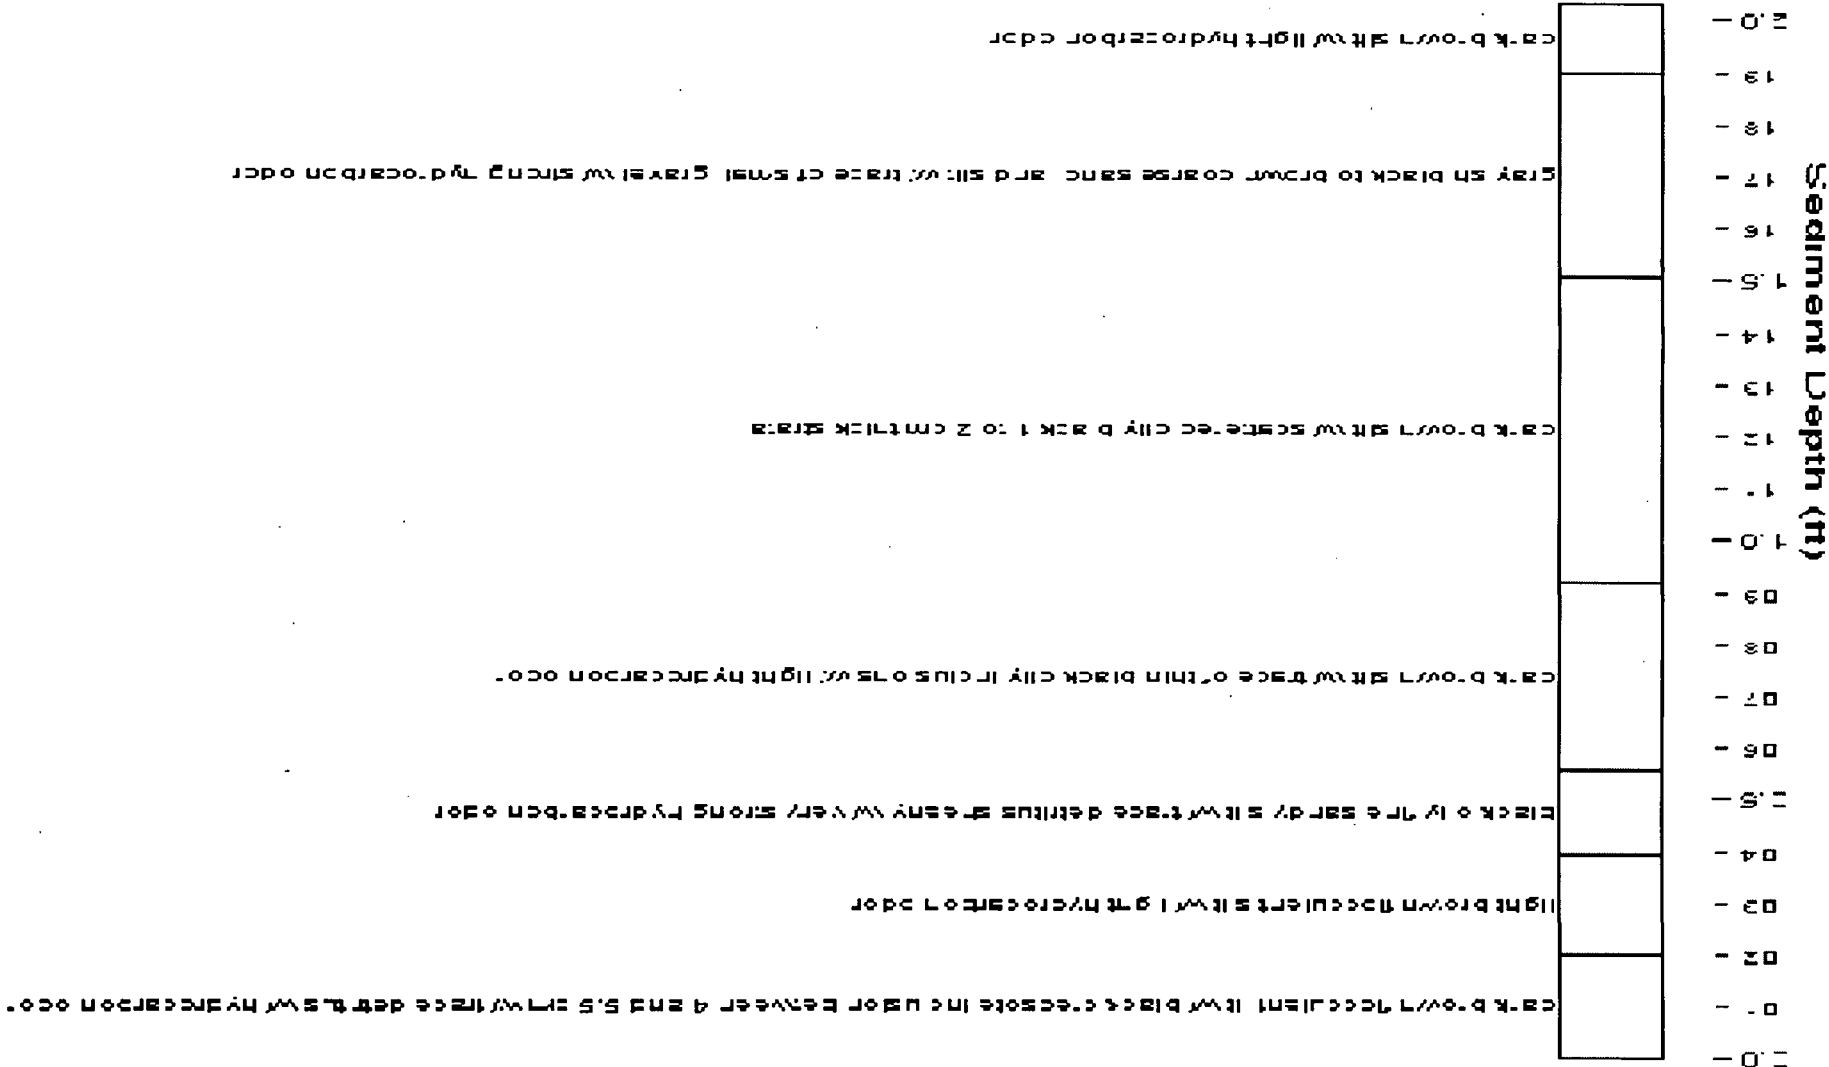 Sediment Depth (ft)
0.0
0.1
dark brown flocculent silt w/ black creosote between 4 and 5.5 cm w/ trace detritus w/ hydrocarbon odor
0.2
0.3
light brown flocculent silt w/ light hydrocarbon odor
0.4
0.5
black oily fine sandy silt w/ trace detritus w/ very strong hydrocarbon odor
0.6
0.7
dark brown silt w/ trace of thin black oily inclusions w/ light hydrocarbon odor
0.8
0.9
1.0
1.1
1.2
dark brown silt w/ scattered oily black 1 to 2 cm thick strata
1.3
1.4
1.5
1.6
1.7
grayish black to brown coarse sand and silt w/ trace of small gravel w/ strong hydrocarbon odor
1.8
1.9
dark brown silt w/ light hydrocarbon odor
2.0